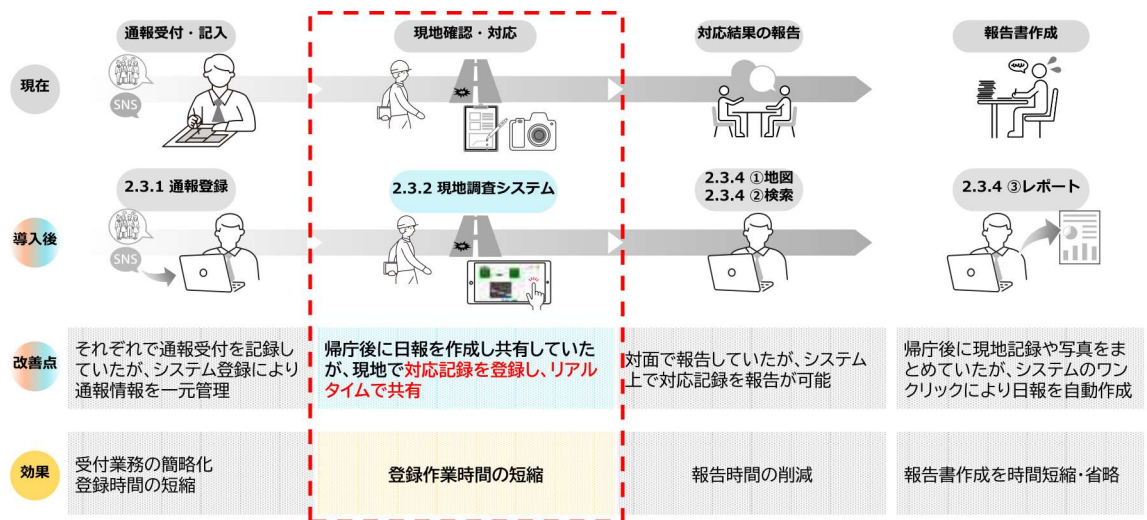 通報受付・記入
現地確認・対応
対応結果の報告
報告書作成
現在
SNS
2.3.1 通報登録
2.3.2 現地調査システム
2.3.4 ①地図
2.3.4 ②検索
2.3.4 ③レポート
導入後
SNS
改善点
それぞれで通報受付を記録し
ていたが、システム登録により
通報情報を一元管理
帰庁後に日報を作成し共有していた
が、現地で対応記録を登録し、リアル
タイムで共有
対面で報告していたが、システム
上で対応記録を報告が可能
帰庁後に現地記録や写真をま
とめていたが、システムのワン
クリックにより日報を自動作成
効果
受付業務の簡略化
登録時間の短縮
登録作業時間の短縮
報告時間の削減
報告書作成を時間短縮・省略